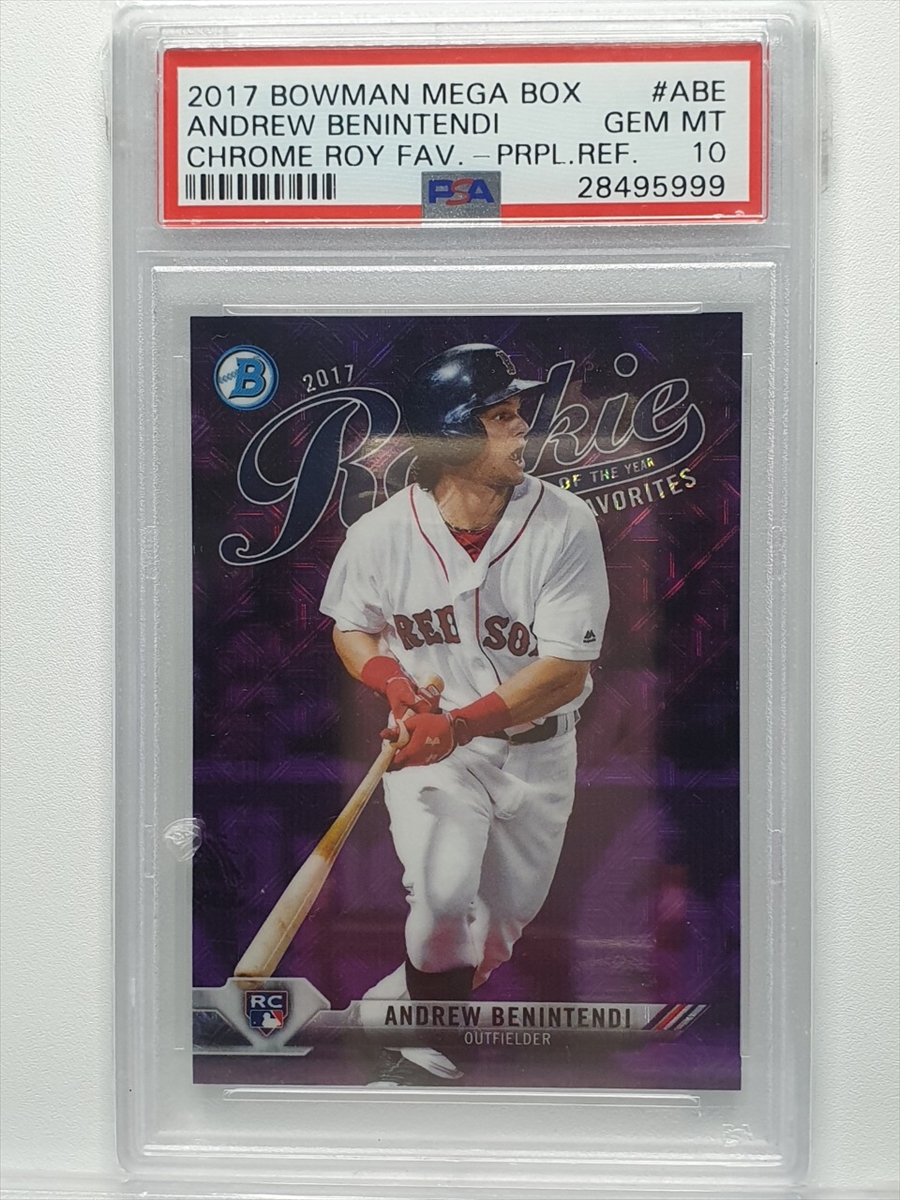 2017 BOWMAN MEGA BOX #ABE
ANDREW BENINTENDI GEM MT
CHROME ROY FAV. -PRPL.REF. 10
PSA 28495999
B
2017
Rookie
OF THE YEAR
FAVORITES
B
RED SOX
RC
ANDREW BENINTENDI
OUTFIELDER